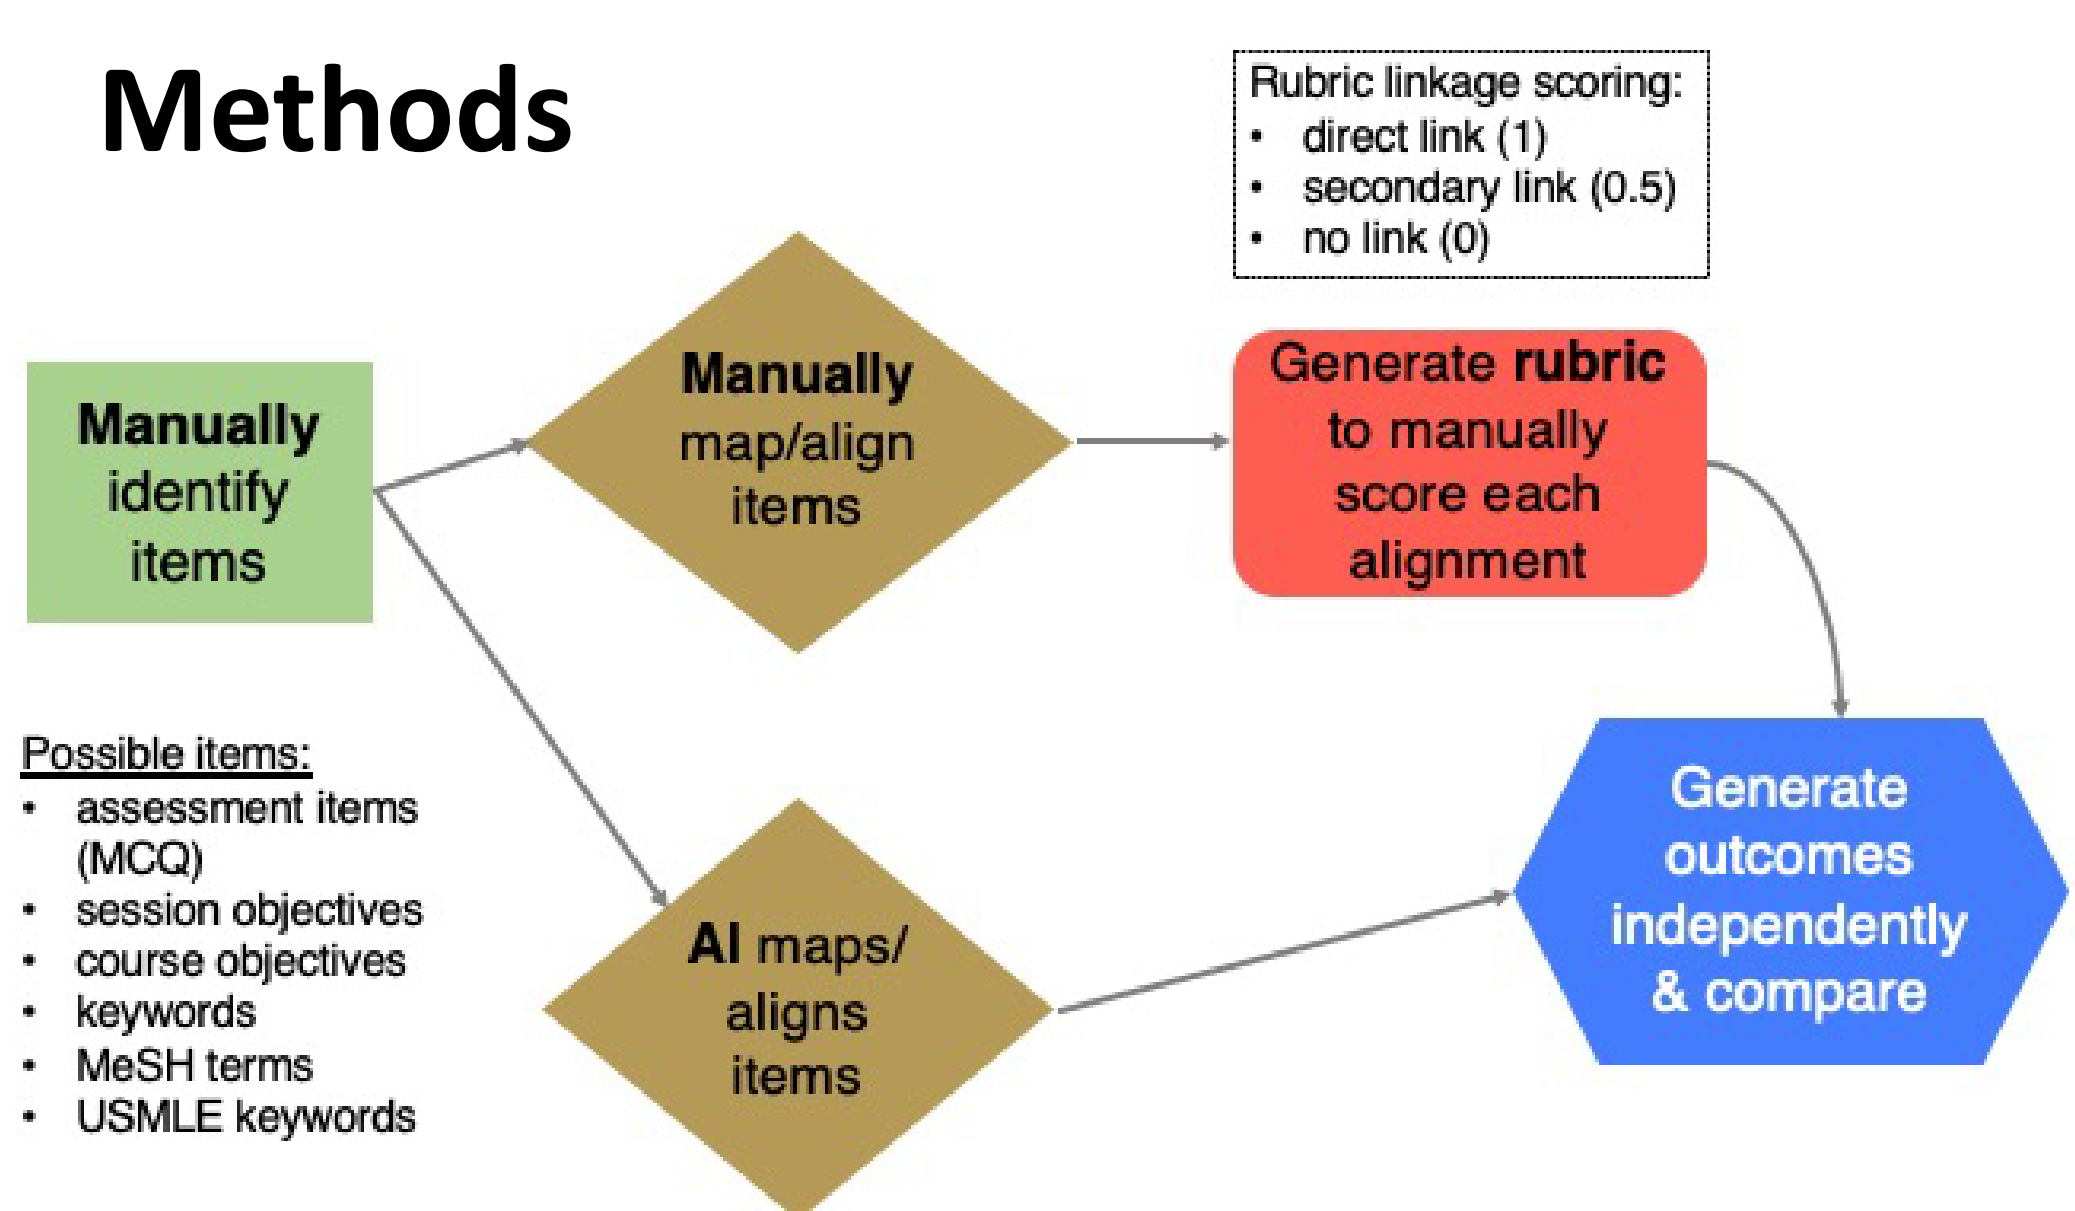 Methods
Rubric linkage scoring:
• direct link (1)
• secondary link (0.5)
• no link (0)
Manually
identify
items
Manually
map/align
items
Generate rubric
to manually
score each
alignment
Possible items:
• assessment items
(MCQ)
• session objectives
• course objectives
• keywords
• MeSH terms
• USMLE keywords
AI maps/
aligns
items
Generate
outcomes
independently
& compare